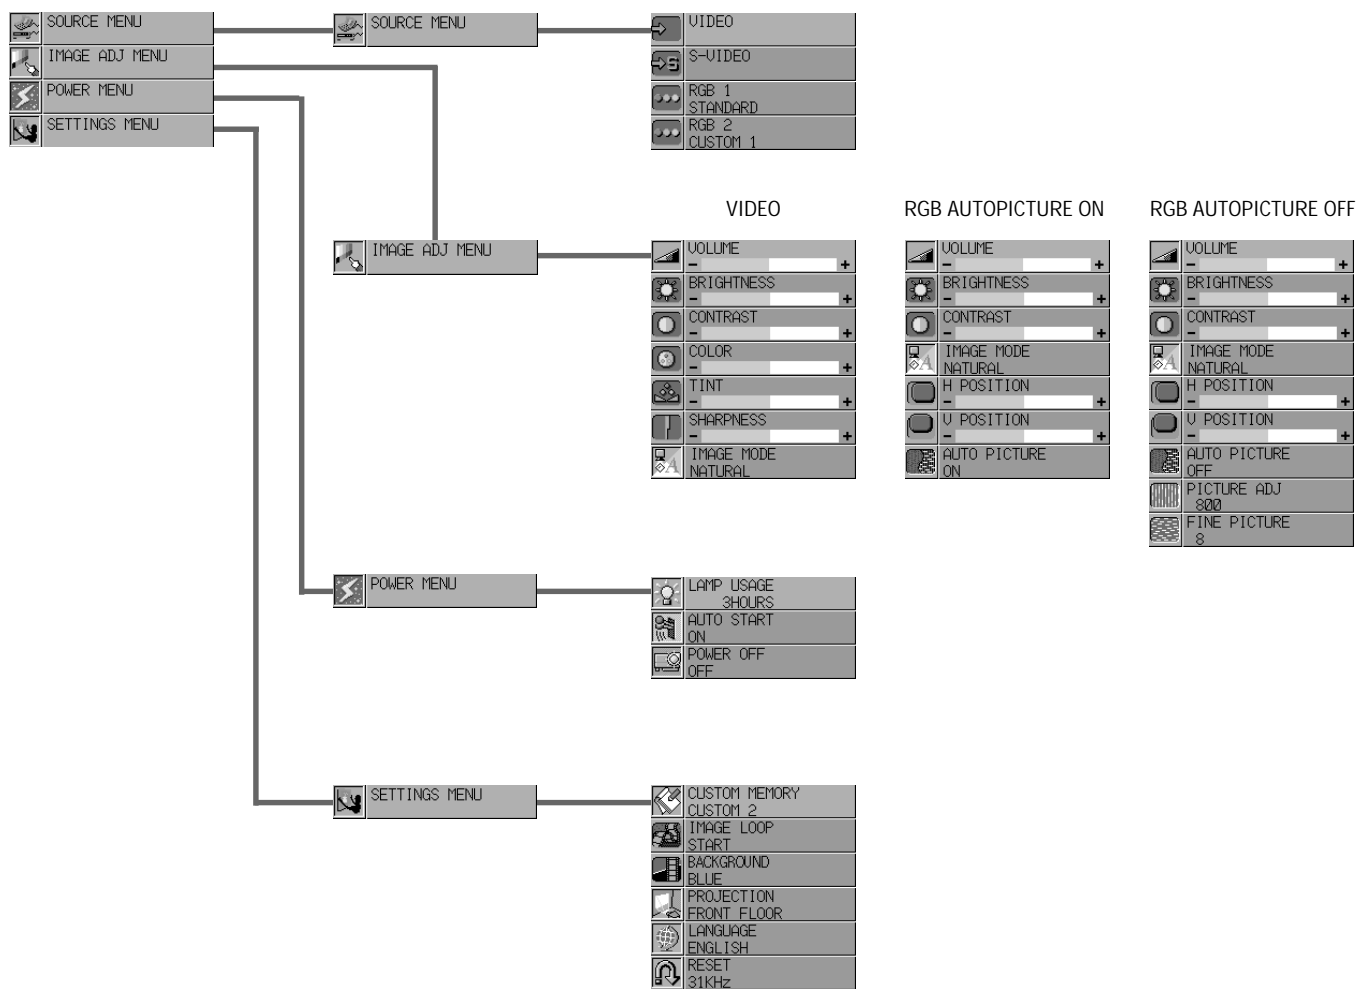 SOURCE MENU
IMAGE ADJ MENU
POWER MENU
SETTINGS MENU
SOURCE MENU
VIDEO
S-VIDEO
RGB 1
STANDARD
RGB 2
CUSTOM 1
IMAGE ADJ MENU
VIDEO
VOLUME
- +
BRIGHTNESS
- +
CONTRAST
- +
COLOR
- +
TINT
- +
SHARPNESS
- +
IMAGE MODE
NATURAL
RGB AUTOPICTURE ON
VOLUME
- +
BRIGHTNESS
- +
CONTRAST
- +
IMAGE MODE
NATURAL
H POSITION
- +
V POSITION
- +
AUTO PICTURE
ON
RGB AUTOPICTURE OFF
VOLUME
- +
BRIGHTNESS
- +
CONTRAST
- +
IMAGE MODE
NATURAL
H POSITION
- +
V POSITION
- +
AUTO PICTURE
OFF
PICTURE ADJ
800
FINE PICTURE
8
POWER MENU
LAMP USAGE
3HOURS
AUTO START
ON
POWER OFF
OFF
SETTINGS MENU
CUSTOM MEMORY
CUSTOM 2
IMAGE LOOP
START
BACKGROUND
BLUE
PROJECTION
FRONT FLOOR
LANGUAGE
ENGLISH
RESET
31KHz